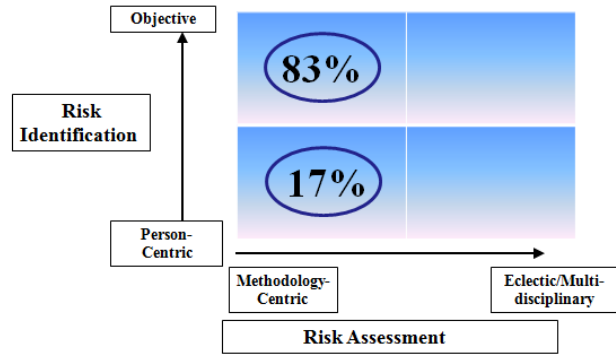 Objective
83%
Risk
Identification
17%
Person-
Centric
Methodology-
Centric
Eclectic/Multi-
disciplinary
Risk Assessment